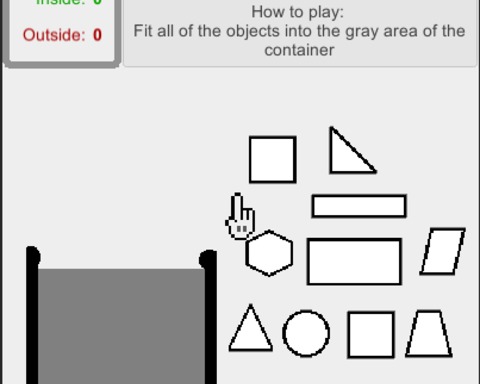 Inside: 0
Outside: 0
How to play:
Fit all of the objects into the gray area of the
container